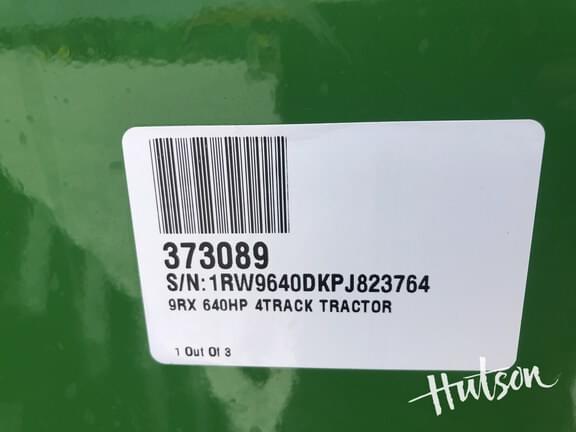 373089
S/N:1RW9640DKPJ823764
9RX 640HP 4TRACK TRACTOR
1 Out Of 3
Hutson